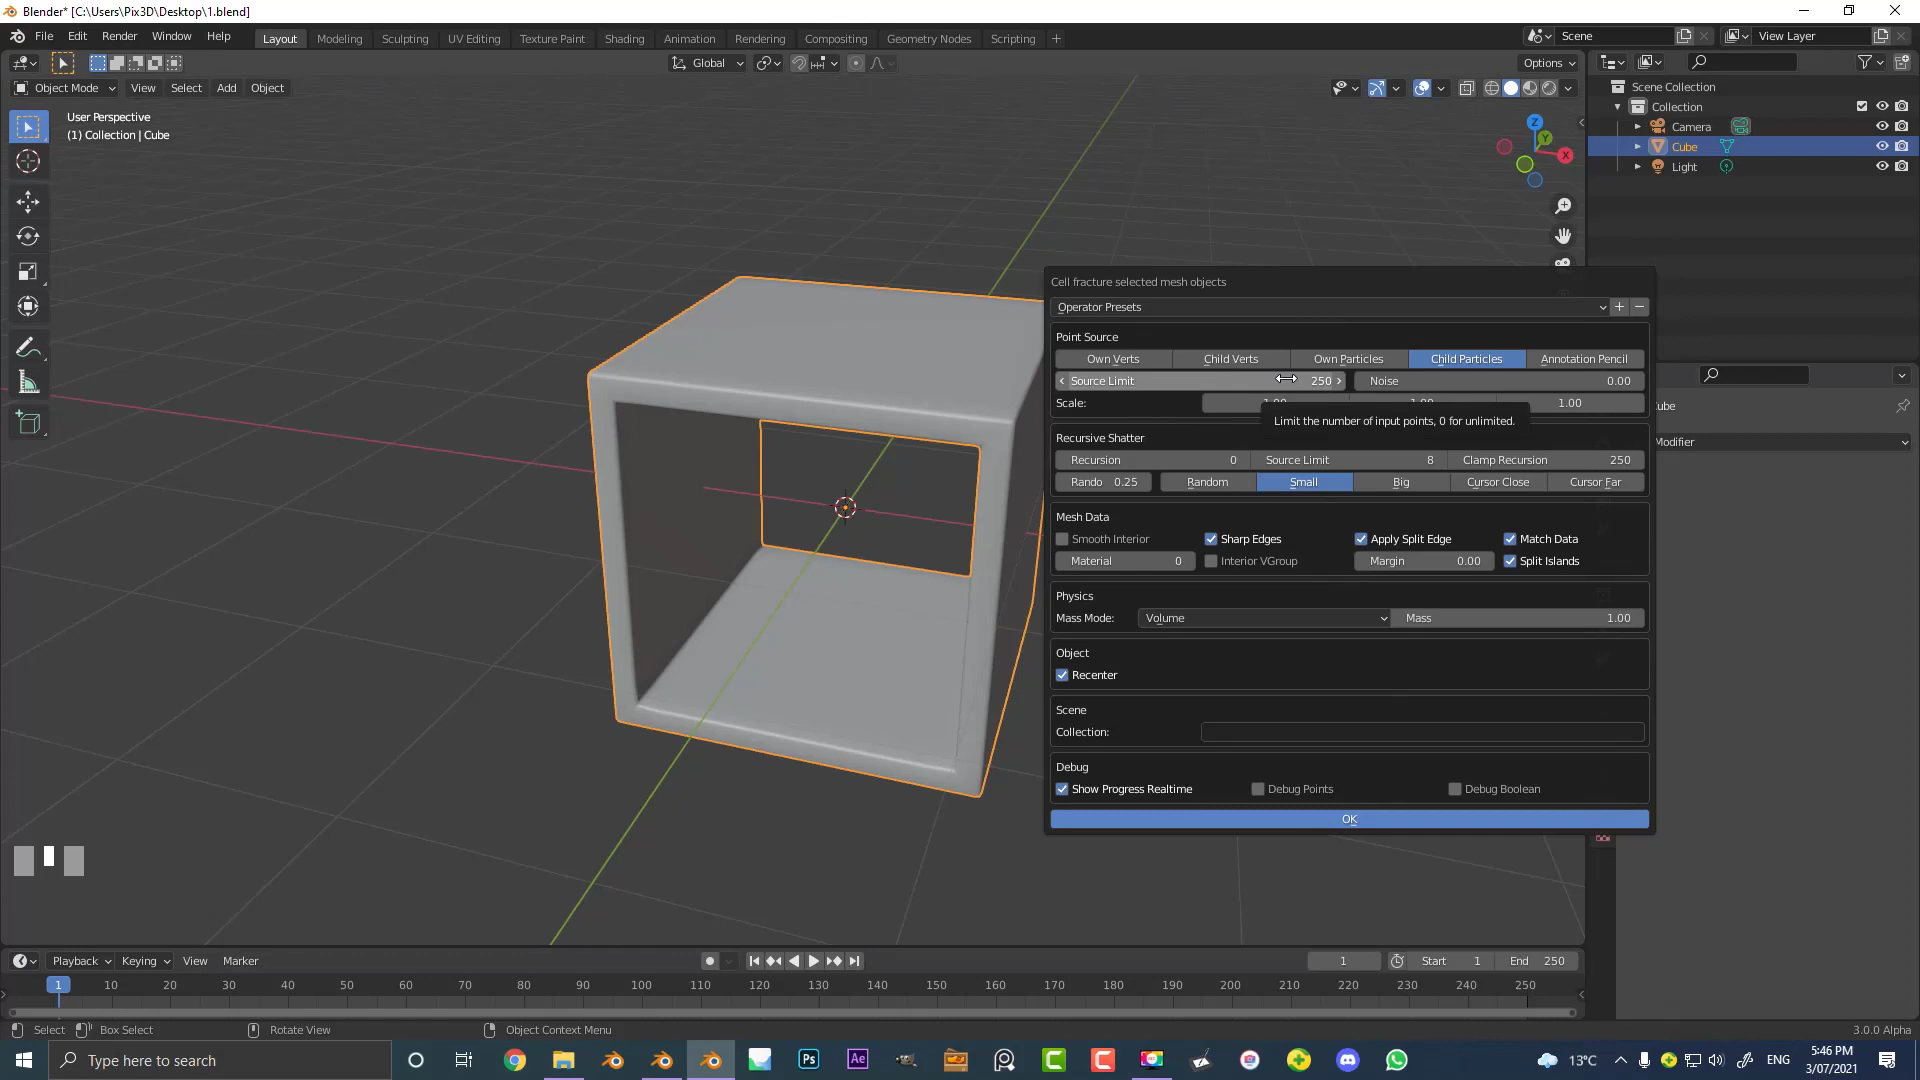 Blender* [C:\Users\Pix3D\Desktop\1.blend]
File Edit Render Window Help Layout Modeling Sculpting UV Editing Texture Paint Shading Animation Rendering Compositing Geometry Nodes Scripting + Scene View Layer
Global Options
Object Mode View Select Add Object
User Perspective
(1) Collection | Cube
Z
Y
X
Scene Collection
Collection
Camera
Cube
Light
Cell fracture selected mesh objects
Operator Presets
Point Source
Own Verts Child Verts Own Particles Child Particles Annotation Pencil
Source Limit 250 Noise 0.00
Scale: 1.00
Limit the number of input points, 0 for unlimited.
Recursive Shatter
Recursion 0 Source Limit 8 Clamp Recursion 250
Rando 0.25 Random Small Big Cursor Close Cursor Far
Mesh Data
Smooth Interior Sharp Edges Apply Split Edge Match Data
Material 0 Interior VGroup Margin 0.00 Split Islands
Physics
Mass Mode: Volume Mass 1.00
Object
Recenter
Scene
Collection:
Debug
Show Progress Realtime Debug Points Debug Boolean
OK
ube
Modifier
Playback Keying View Marker 1 Start 1 End 250
1 10 20 30 40 50 60 70 80 90 100 110 120 130 140 150 160 170 180 190 200 210 220 230 240 250
Select Box Select Rotate View Object Context Menu 3.0.0 Alpha
Type here to search
Ps Ae
13°C ENG
5:46 PM
3/07/2021